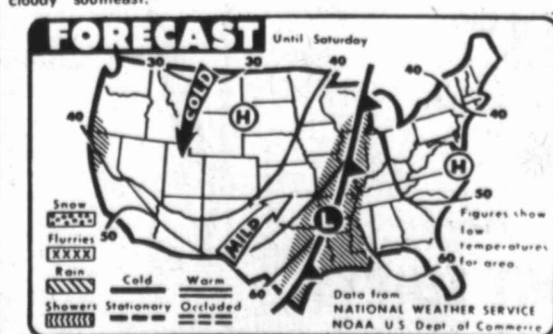 cloudy southeast.
FORECAST Until Saturday
30 30 40
COLD
40
H
40
40
H
Snow
50
50
L
MILD
Figures show
low
temperatures
for area.
Flurries
Rain
Cold Warm
60
60
Showers Stationary Occluded
Data from
NATIONAL WEATHER SERVICE
NOAA U S Dept. of Commerce